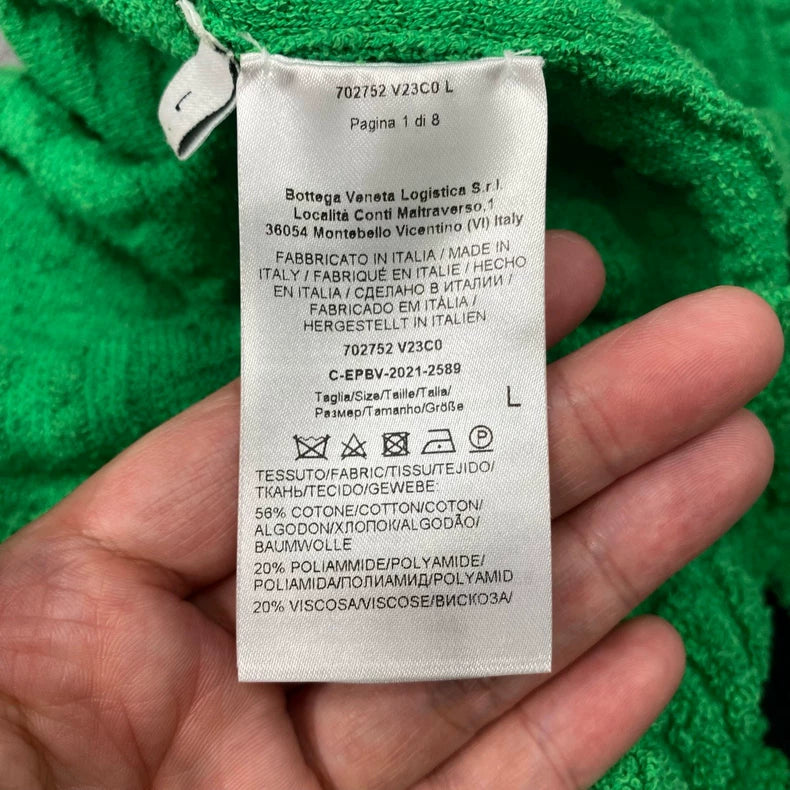 L
702752 V23C0 L
Pagina 1 di 8
Bottega Veneta Logistica S.r.l.
Località Conti Maltraverso,1
36054 Montebello Vicentino (VI) Italy
FABBRICATO IN ITALIA / MADE IN
ITALY / FABRIQUÉ EN ITALIE / HECHO
EN ITALIA / СДЕЛАНО В ИТАЛИИ /
FABRICADO EM ITÁLIA /
HERGESTELLT IN ITALIEN
702752 V23C0
C-EPBV-2021-2589
Taglia/Size/Taille/Talla/
Размер/Tamanho/Größe L
P
TESSUTO/FABRIC/TISSU/TEJIDO/
ТКАНЬ/TECIDO/GEWEBE:
56% COTONE/COTTON/COTON/
ALGODON/ХЛОПОК/ALGODÃO/
BAUMWOLLE
20% POLIAMMIDE/POLYAMIDE/
POLIAMIDA/ПОЛИАМИД/POLYAMID
20% VISCOSA/VISCOSE/ВИСКОЗА/